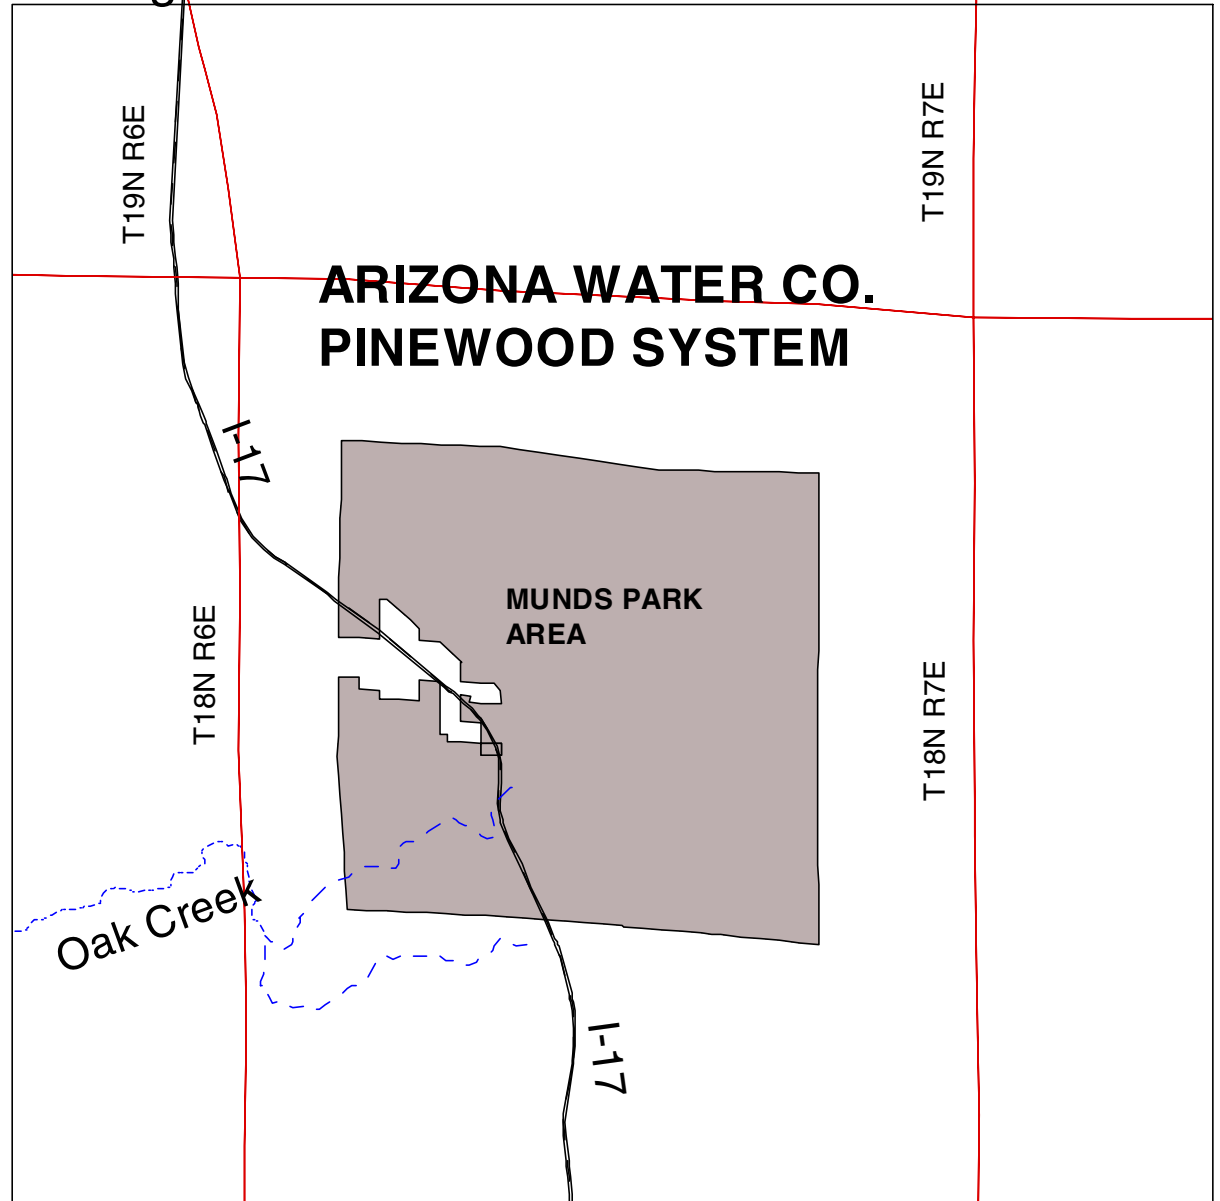 T19N R6E
T19N R7E
ARIZONA WATER CO.
PINEWOOD SYSTEM
I-17
MUNDS PARK
AREA
T18N R6E
T18N R7E
Oak Creek
I-17